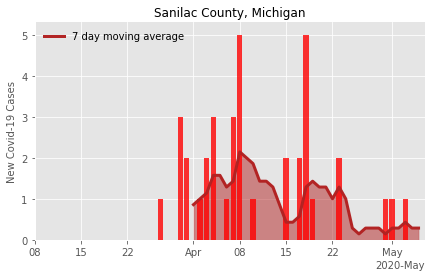 Sanilac County, Michigan
7 day moving average
New Covid-19 Cases
5
4
3
2
1
0
08 15 22 Apr 08 15 22 May
2020-May